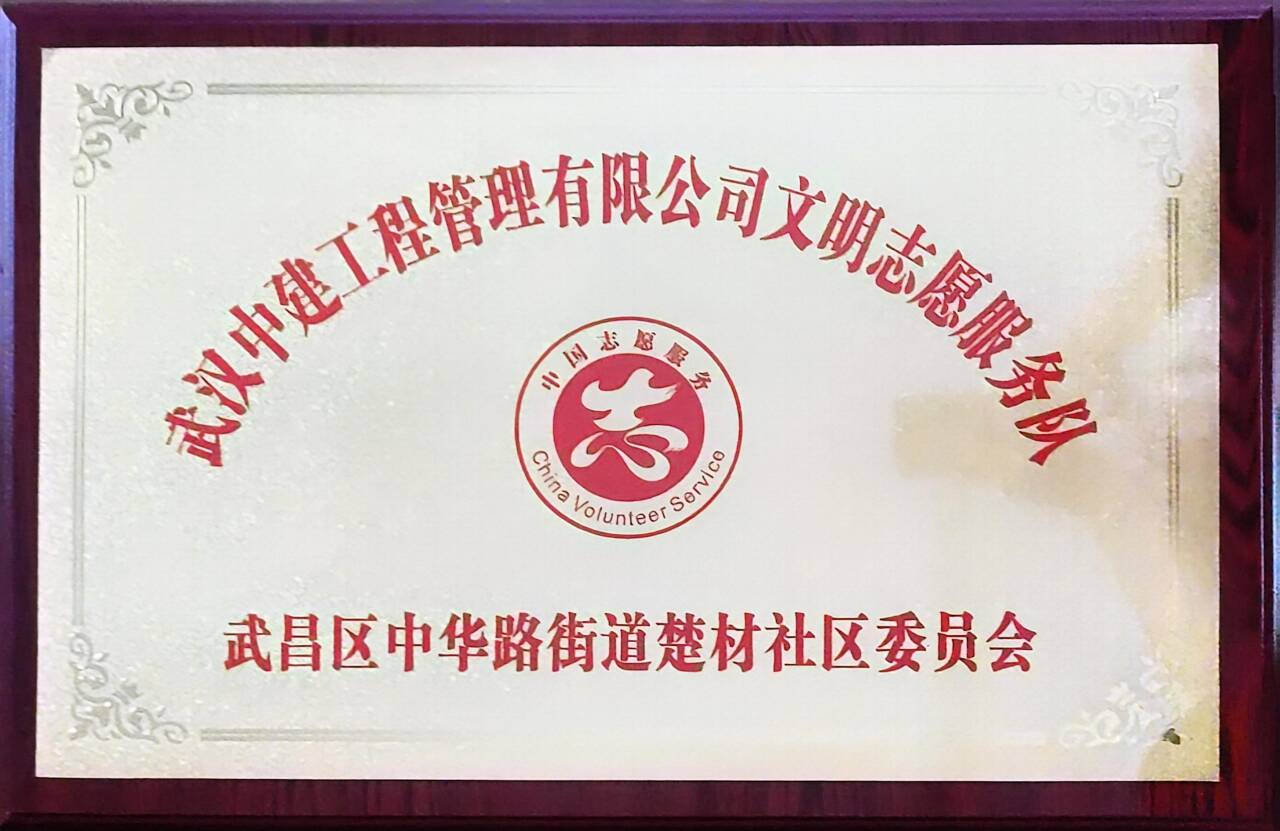 武汉中建工程管理有限公司文明志愿服务队
中国志愿服务
China Volunteer Service
武昌区中华路街道楚材社区委员会